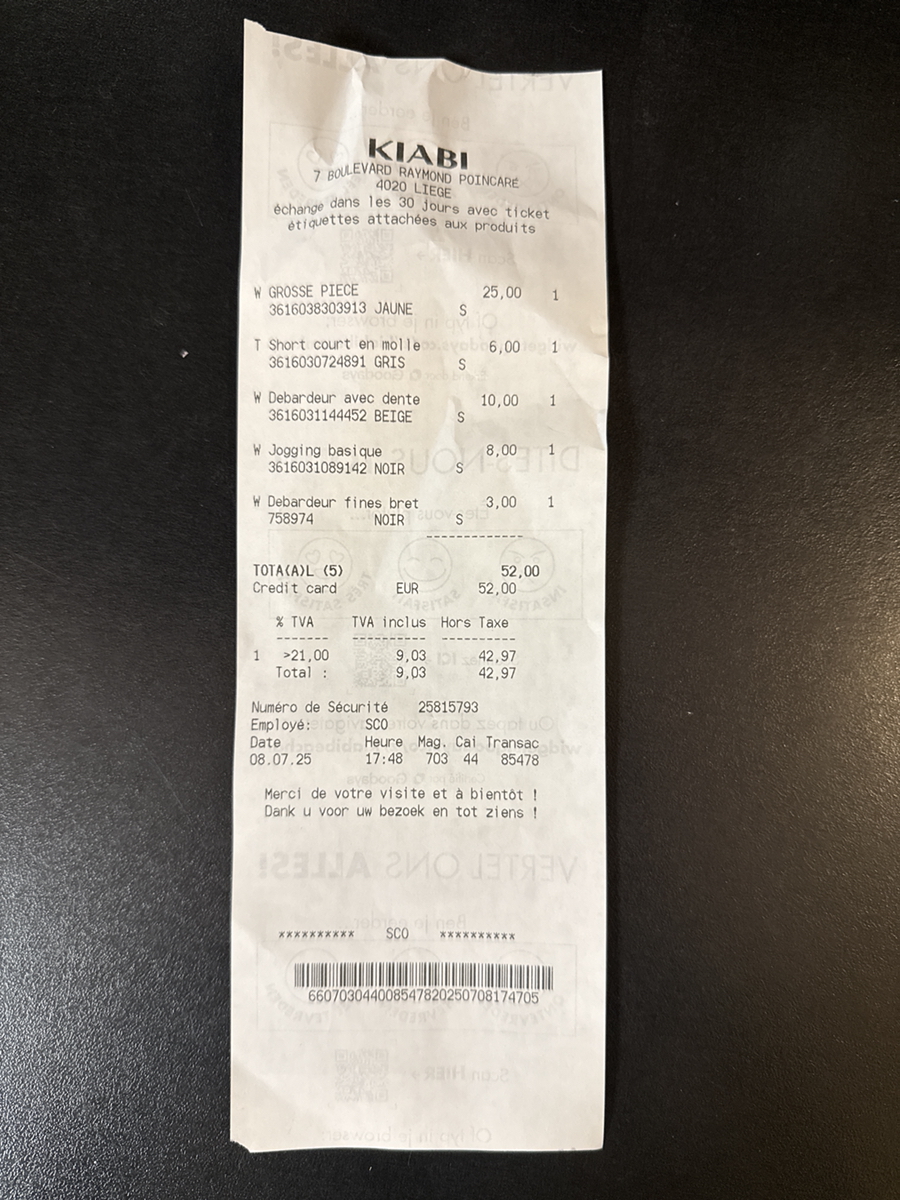 KIABI
7 BOULEVARD RAYMOND POINCARÉ
4020 LIEGE
échange dans les 30 jours avec ticket
étiquettes attachées aux produits
W GROSSE PIECE 25,00 1
3616038303913 JAUNE S
T Short court en molle 6,00 1
3616030724891 GRIS S
W Debardeur avec dente 10,00 1
3616031144452 BEIGE S
W Jogging basique 8,00 1
3616031089142 NOIR S
W Debardeur fines bret 3,00 1
758974 NOIR S
-------------
TOTA(A)L (5) 52,00
Credit card EUR 52,00
% TVA TVA inclus Hors Taxe
------- ---------- ----------
1 >21,00 9,03 42,97
Total : 9,03 42,97
Numéro de Sécurité 25815793
Employé: SCO
Date Heure Mag. Cai Transac
08.07.25 17:48 703 44 85478
Merci de votre visite et à bientôt !
Dank u voor uw bezoek en tot ziens !
********** SCO **********
660703044008547820250708174705